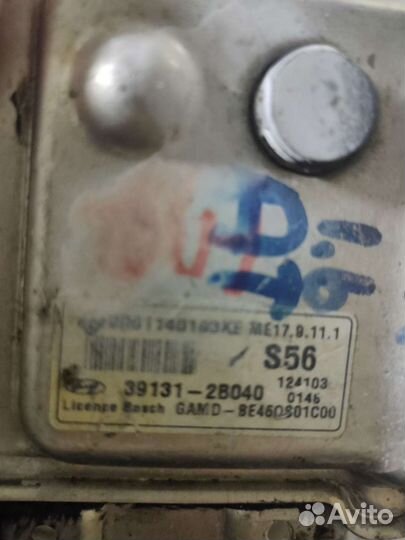 ME17.9.11.1
S56
39131-2B040 124103
Licence Bosch GAMD-BE46DS01C00 0146
Avito